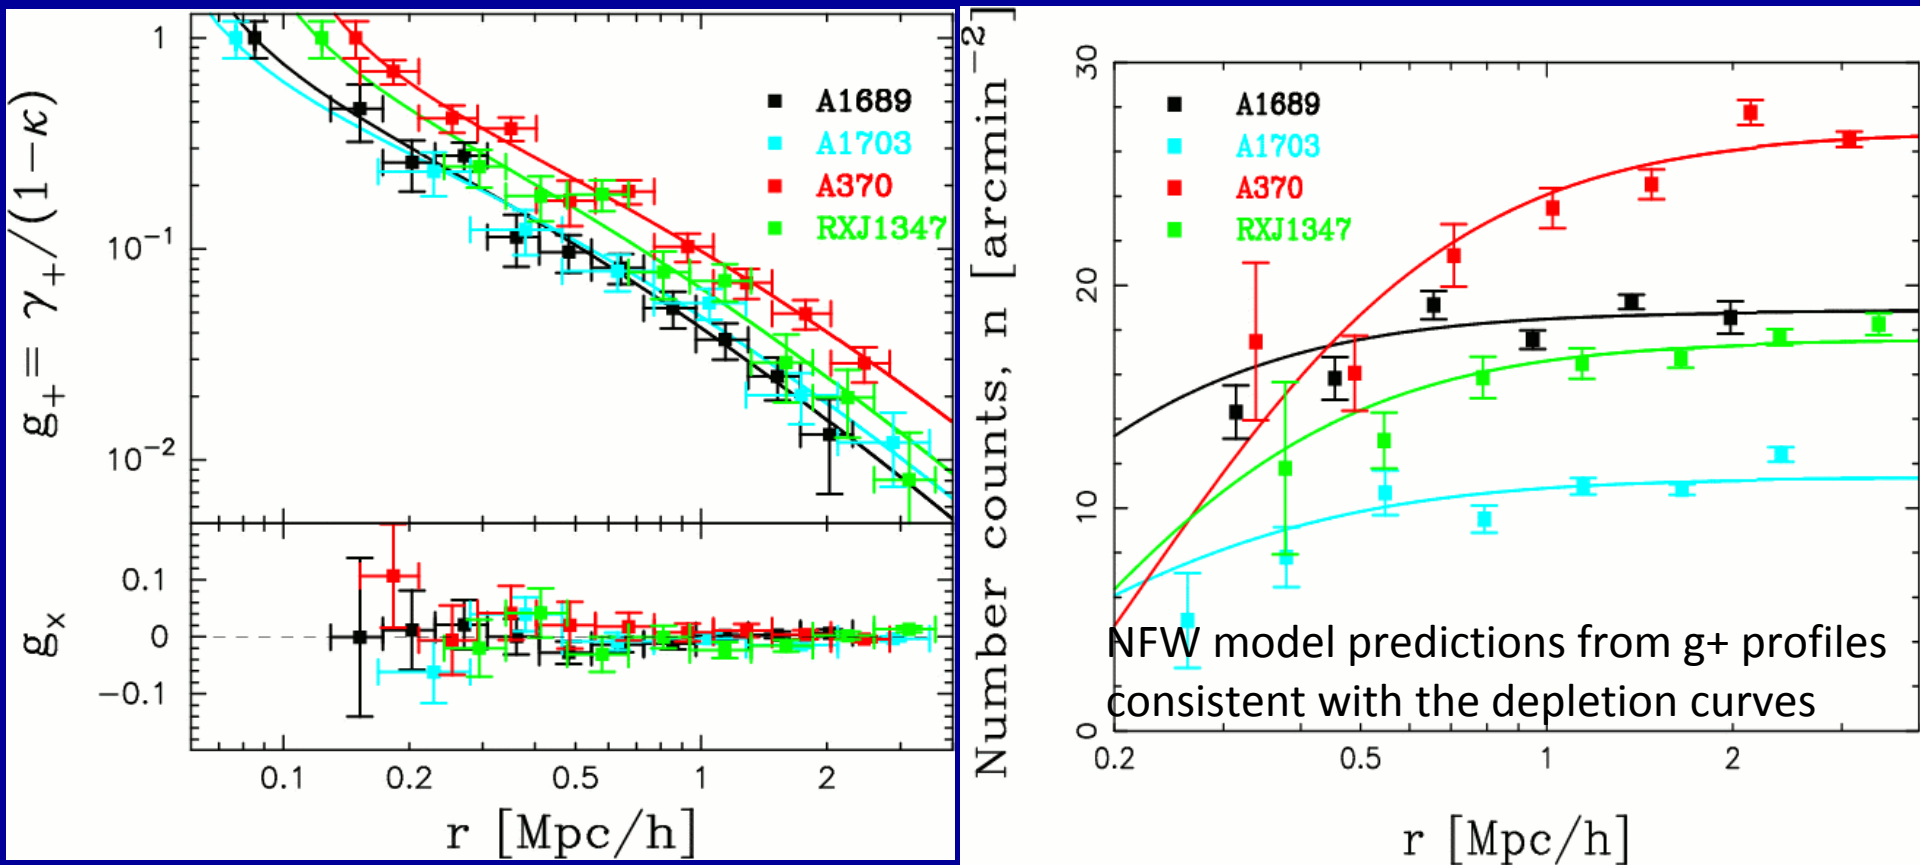 g+ = γ+/(1−κ)
1
10−1
10−2
A1689
A1703
A370
RXJ1347
gx
0.1
0
−0.1
0.1 0.2 0.5 1 2
r [Mpc/h]
Number counts, n [arcmin−2]
30
20
10
0
A1689
A1703
A370
RXJ1347
NFW model predictions from g+ profiles
consistent with the depletion curves
0.2 0.5 1 2
r [Mpc/h]